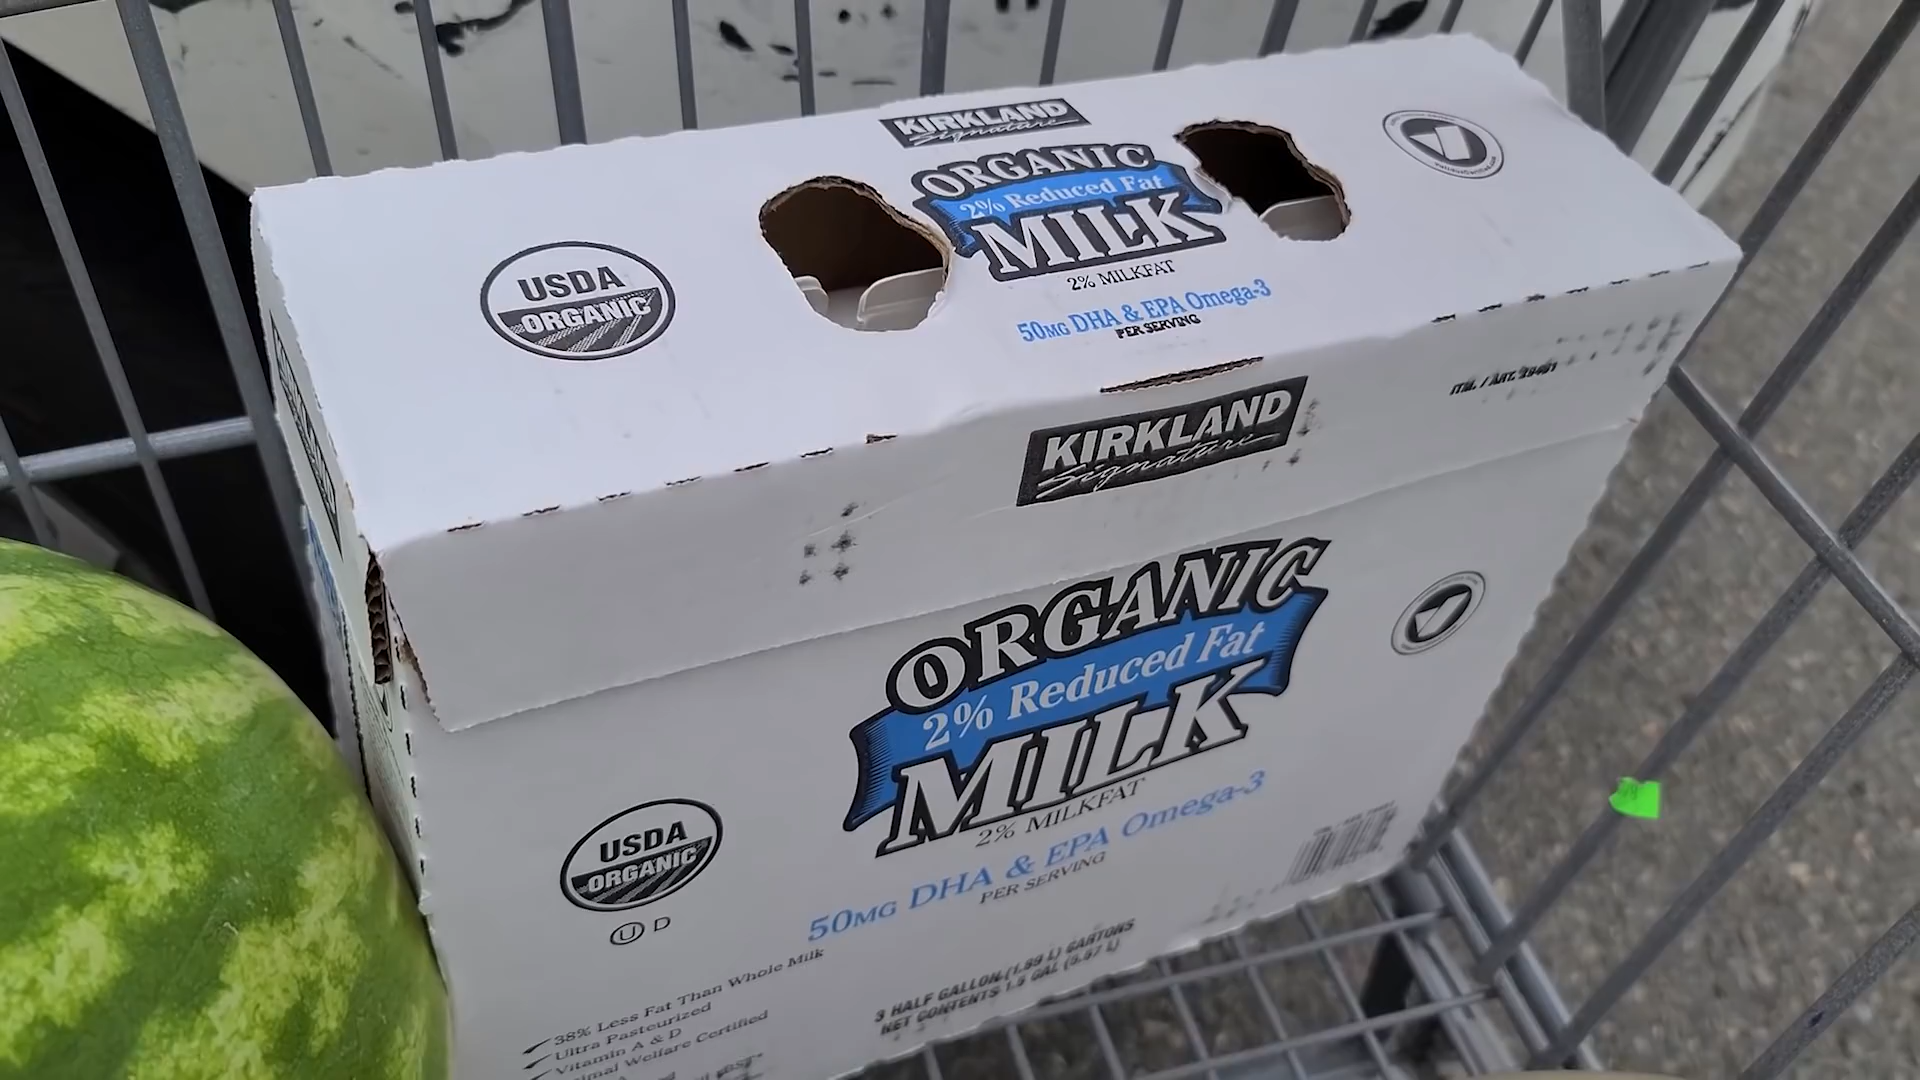 KIRKLAND
Signature
ORGANIC
2% Reduced Fat
MILK
2% MILKFAT
50MG DHA & EPA Omega-3
PER SERVING
USDA
ORGANIC
ITM. / ART. 29461
KIRKLAND
Signature
ORGANIC
2% Reduced Fat
MILK
2% MILKFAT
50MG DHA & EPA Omega-3
PER SERVING
USDA
ORGANIC
U D
38% Less Fat Than Whole Milk
Ultra Pasteurized
Vitamin A & D
Welfare Certified
3 HALF GALLON (1.89 L) CARTONS
NET CONTENTS 1.5 GAL (5.67 L)